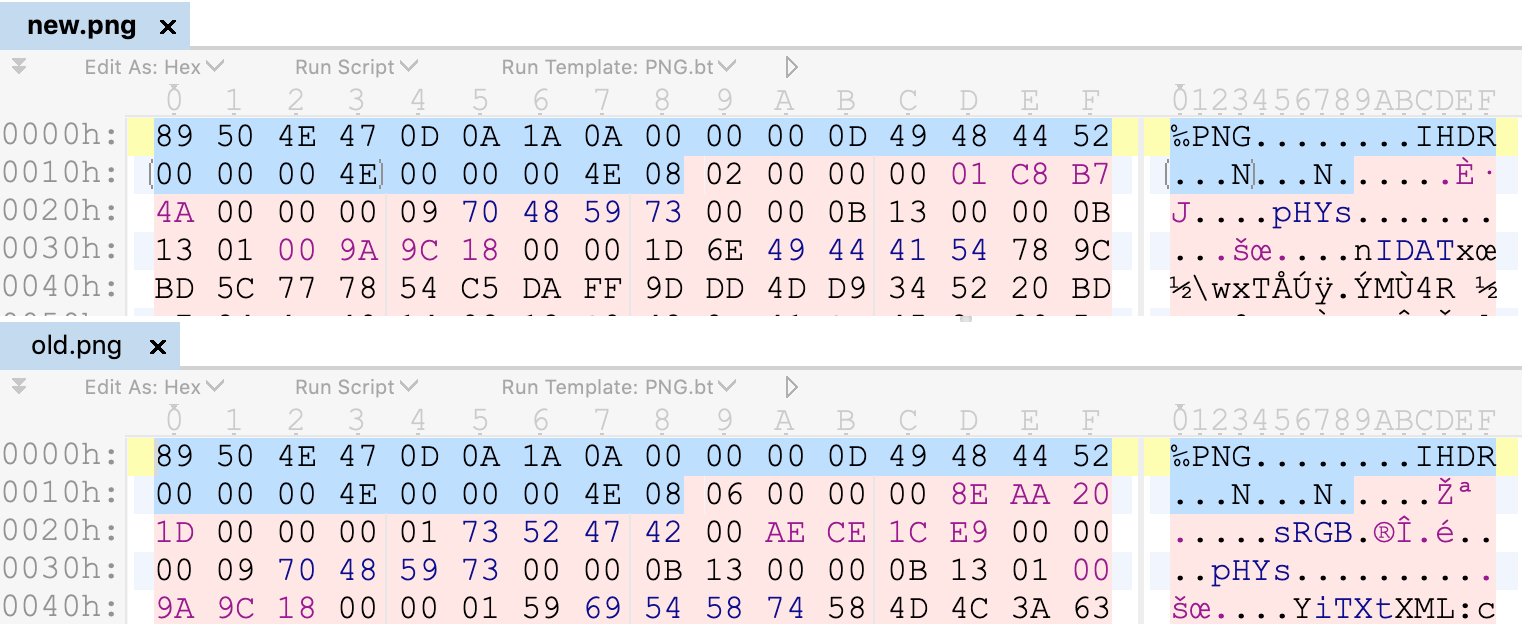 new.png ×
Edit As: Hex Run Script Run Template: PNG.bt
0 1 2 3 4 5 6 7 8 9 A B C D E F 0123456789ABCDEF
0000h: 89 50 4E 47 0D 0A 1A 0A 00 00 00 0D 49 48 44 52 ‰PNG........IHDR
0010h: 00 00 00 4E 00 00 00 4E 08 02 00 00 00 01 C8 B7 ...N...N......È·
0020h: 4A 00 00 00 09 70 48 59 73 00 00 0B 13 00 00 0B J....pHYs.......
0030h: 13 01 00 9A 9C 18 00 00 1D 6E 49 44 41 54 78 9C ...šœ....nIDATxœ
0040h: BD 5C 77 78 54 C5 DA FF 9D DD 4D D9 34 52 20 BD ½\wxTÅÚÿ.ÝMÙ4R ½
old.png ×
Edit As: Hex Run Script Run Template: PNG.bt
0 1 2 3 4 5 6 7 8 9 A B C D E F 0123456789ABCDEF
0000h: 89 50 4E 47 0D 0A 1A 0A 00 00 00 0D 49 48 44 52 ‰PNG........IHDR
0010h: 00 00 00 4E 00 00 00 4E 08 06 00 00 00 8E AA 20 ...N...N.....Žª
0020h: 1D 00 00 00 01 73 52 47 42 00 AE CE 1C E9 00 00 .....sRGB.®Î.é..
0030h: 00 09 70 48 59 73 00 00 0B 13 00 00 0B 13 01 00 ..pHYs..........
0040h: 9A 9C 18 00 00 01 59 69 54 58 74 58 4D 4C 3A 63 šœ....YiTXtXML:c